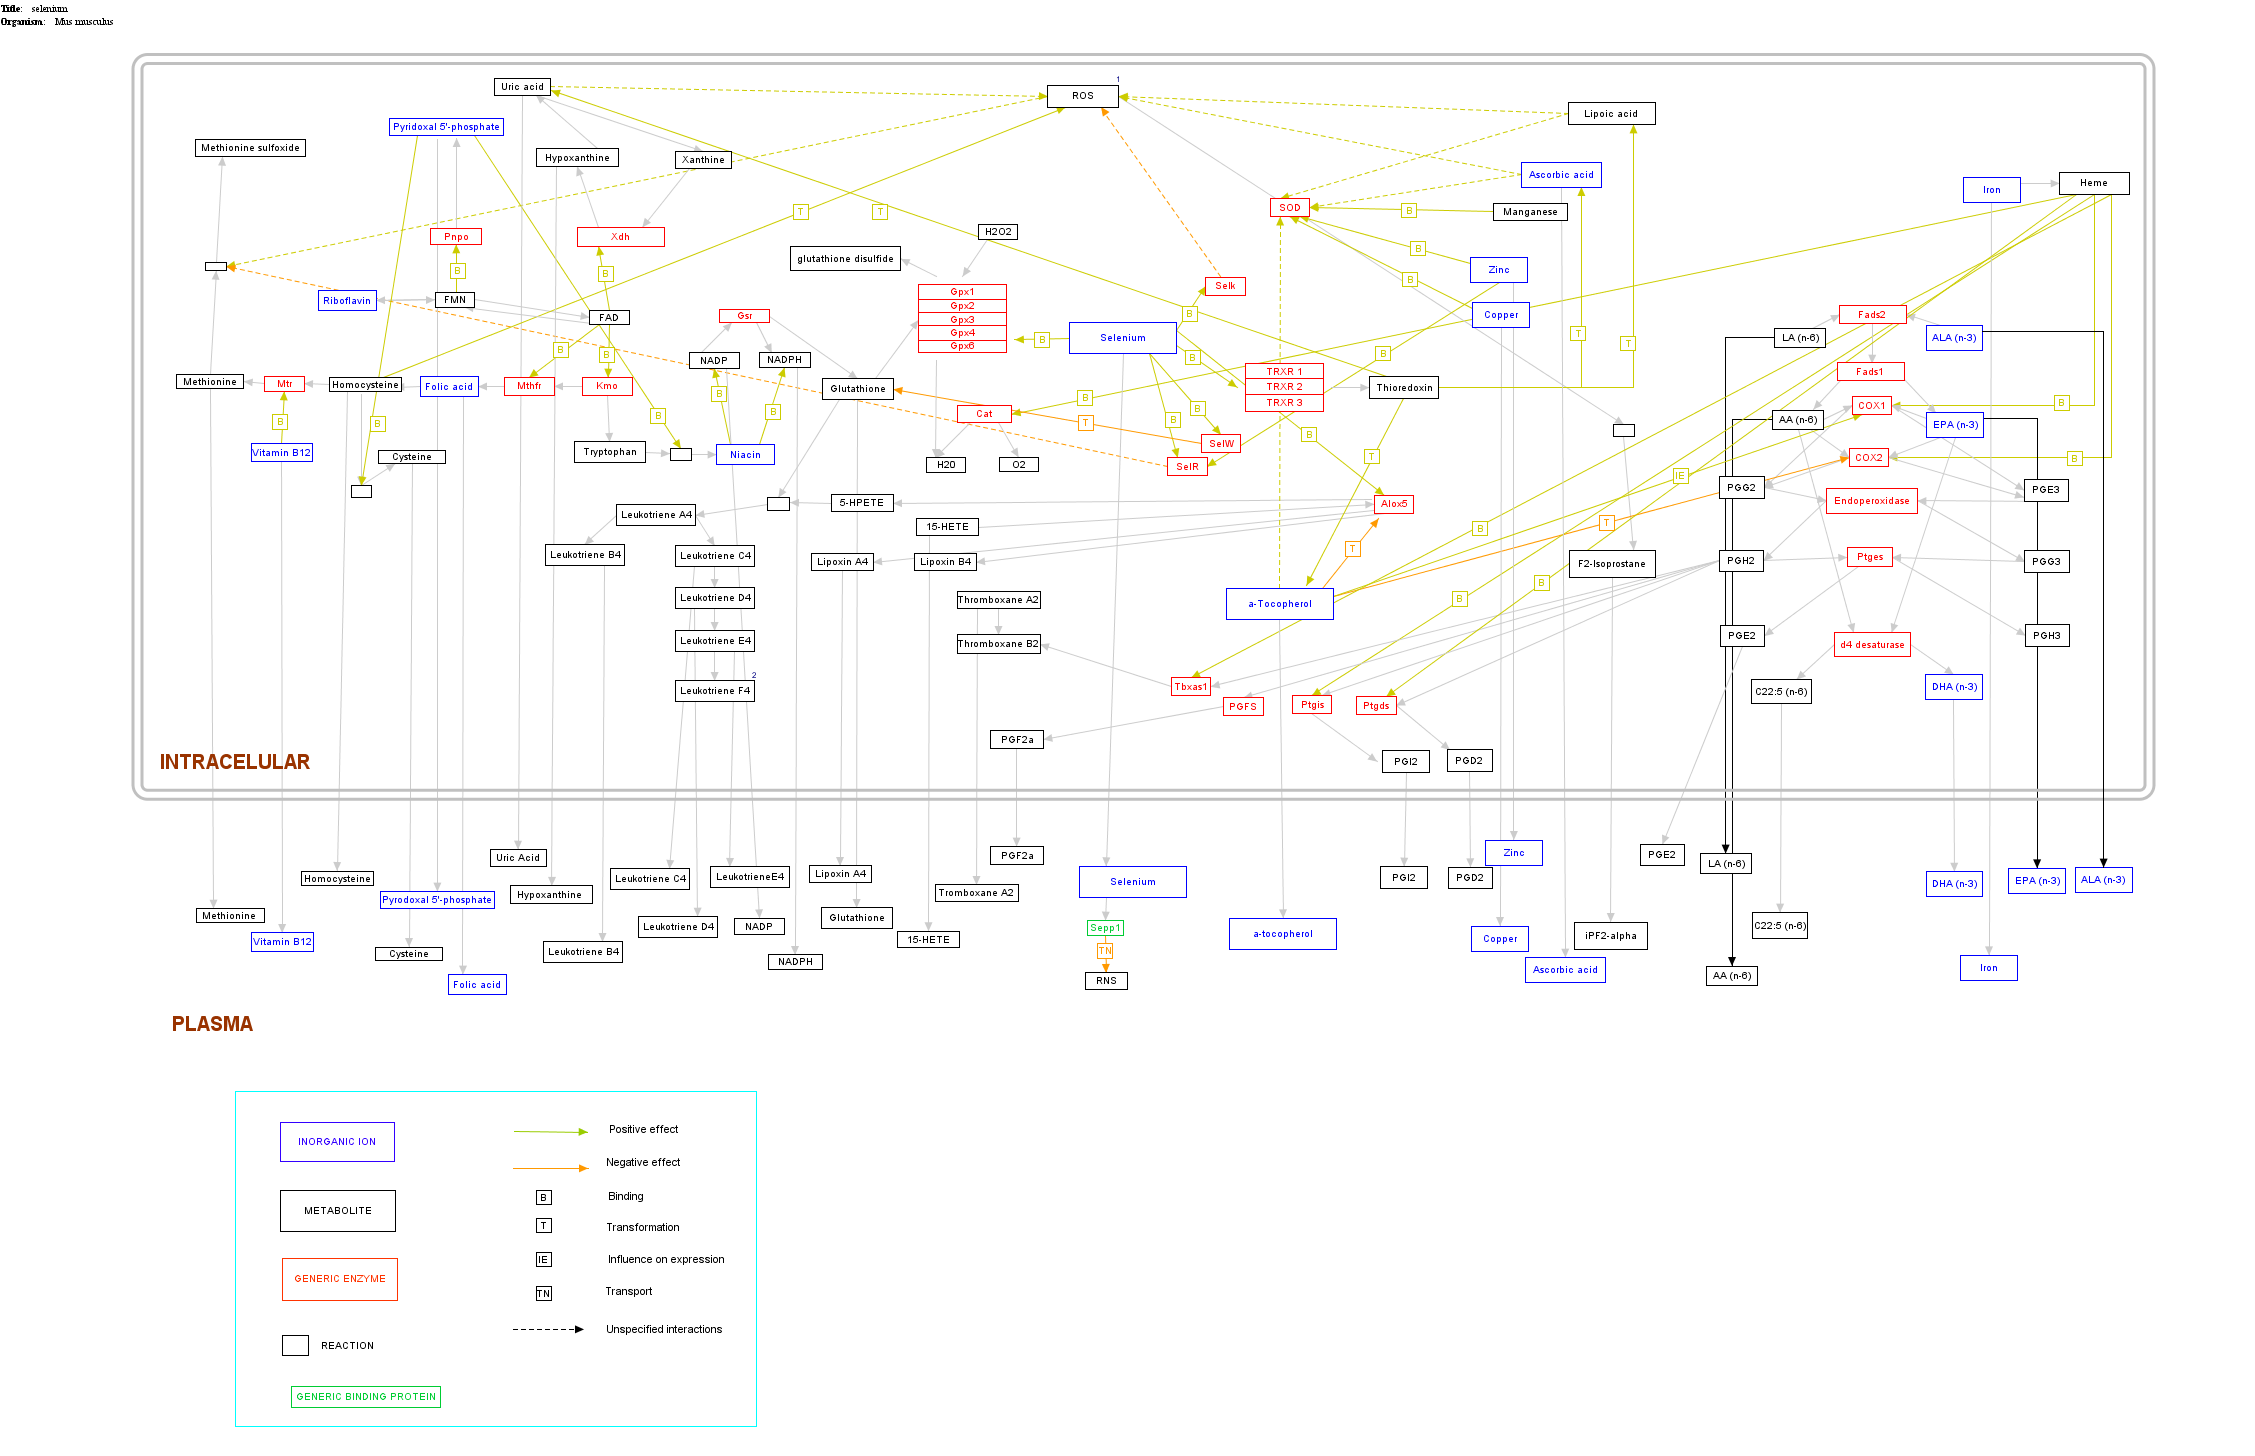 Title: selenium
Organism: Mus musculus
Uric acid
ROS
1
Lipoic acid
Pyridoxal 5'-phosphate
Methionine sulfoxide
Hypoxanthine
Xanthine
Ascorbic acid
Iron
Heme
SOD
B
Manganese
T
T
Pnpo
Xdh
H2O2
glutathione disulfide
B
Zinc
B
B
Selk
B
Riboflavin
FMN
FAD
Gpx1
Gpx2
Gpx3
Gpx4
Gpx6
Gsr
B
Copper
Fads2
Selenium
B
T
T
LA (n-6)
ALA (n-3)
B
B
NADP
NADPH
B
B
TRXR 1
TRXR 2
TRXR 3
Fads1
Methionine
Mtr
Homocysteine
Folic acid
Mthfr
Kmo
Glutathione
Thioredoxin
B
B
B
B
COX1
B
B
B
B
Cat
T
B
B
AA (n-6)
EPA (n-3)
B
SelW
Vitamin B12
Cysteine
Tryptophan
Niacin
H20
O2
SelR
T
COX2
B
IE
PGG2
PGE3
5-HPETE
Alox5
Endoperoxidase
Leukotriene A4
15-HETE
B
T
Leukotriene B4
Leukotriene C4
Lipoxin A4
Lipoxin B4
T
F2-Isoprostane
PGH2
Ptges
PGG3
B
Leukotriene D4
Thromboxane A2
a-Tocopherol
B
Leukotriene E4
Thromboxane B2
PGE2
d4 desaturase
PGH3
2
Leukotriene F4
Tbxas1
PGFS
Ptgis
Ptgds
C22:5 (n-6)
DHA (n-3)
PGF2a
PGI2
PGD2
INTRACELULAR
Uric Acid
PGF2a
Zinc
PGE2
LA (n-6)
Homocysteine
Hypoxanthine
Leukotriene C4
LeukotrieneE4
Lipoxin A4
Tromboxane A2
Selenium
PGI2
PGD2
DHA (n-3)
EPA (n-3)
ALA (n-3)
Pyrodoxal 5'-phosphate
Methionine
Leukotriene D4
NADP
Glutathione
Sepp1
a-tocopherol
Copper
iPF2-alpha
C22:5 (n-6)
Vitamin B12
Cysteine
Leukotriene B4
NADPH
15-HETE
TN
Ascorbic acid
AA (n-6)
Iron
Folic acid
RNS
PLASMA
INORGANIC ION
Positive effect
Negative effect
METABOLITE
B Binding
T Transformation
GENERIC ENZYME
IE Influence on expression
TN Transport
REACTION
Unspecified interactions
GENERIC BINDING PROTEIN